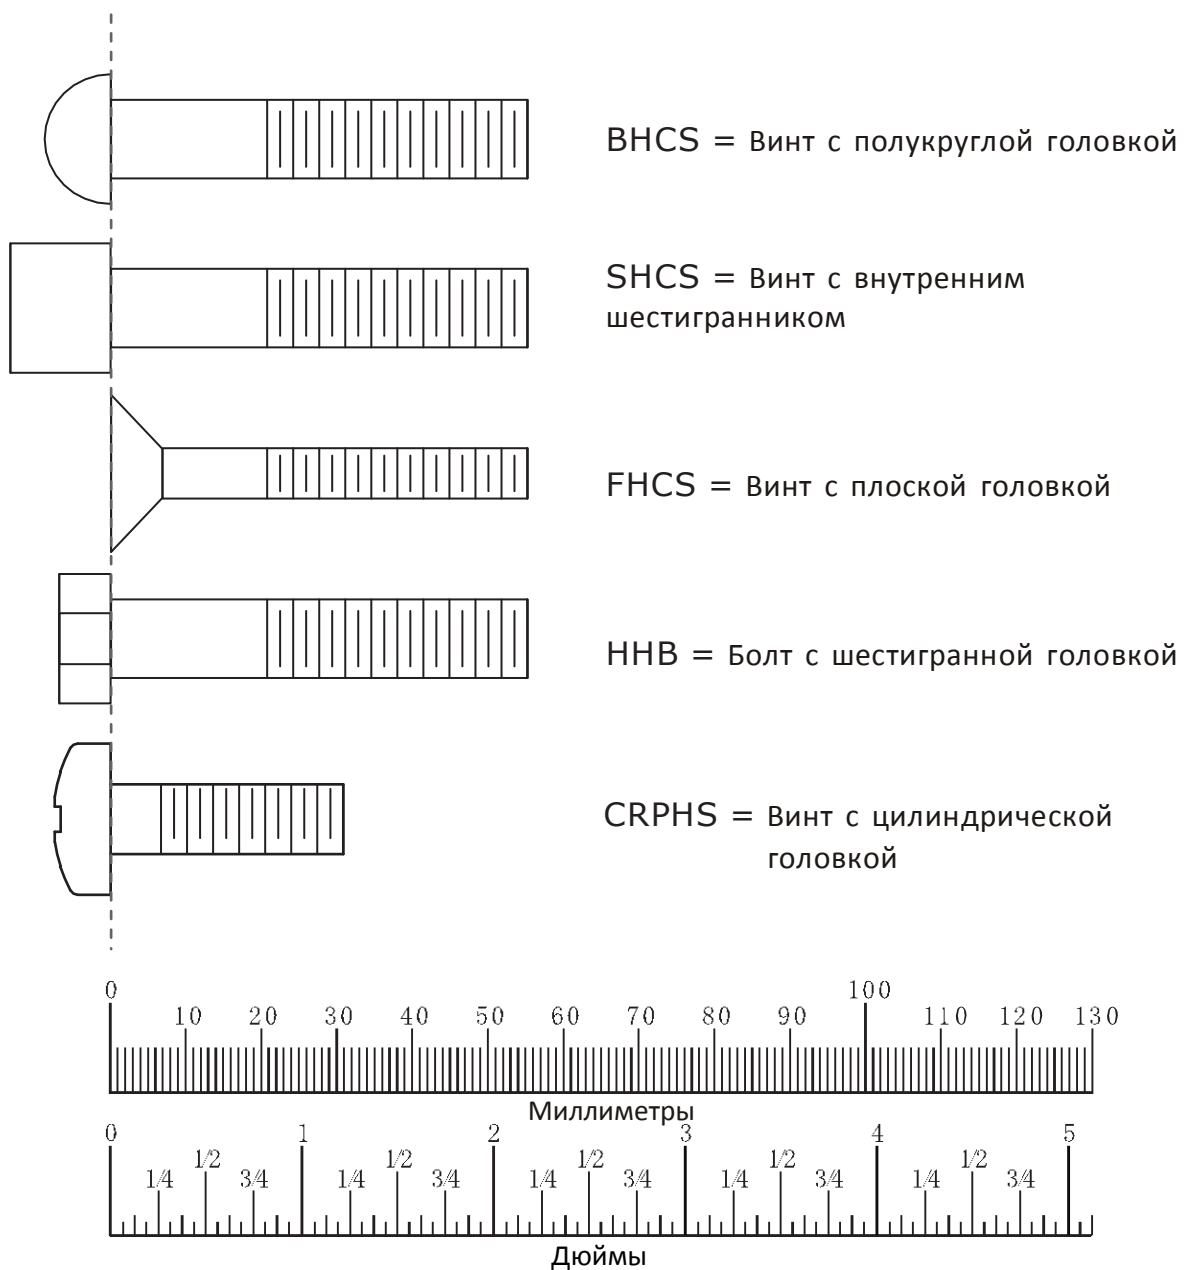 BHCS = Винт с полукруглой головкой
SHCS = Винт с внутренним
шестигранником
FHCS = Винт с плоской головкой
HHB = Болт с шестигранной головкой
CRPHS = Винт с цилиндрической
головкой
0 100
10 20 30 40 50 60 70 80 90 110 120 130
Миллиметры
0 1 2 3 4 5
1/2 1/2 1/2 1/2 1/2
1/4 3/4 1/4 3/4 1/4 3/4 1/4 3/4 1/4 3/4
Дюймы